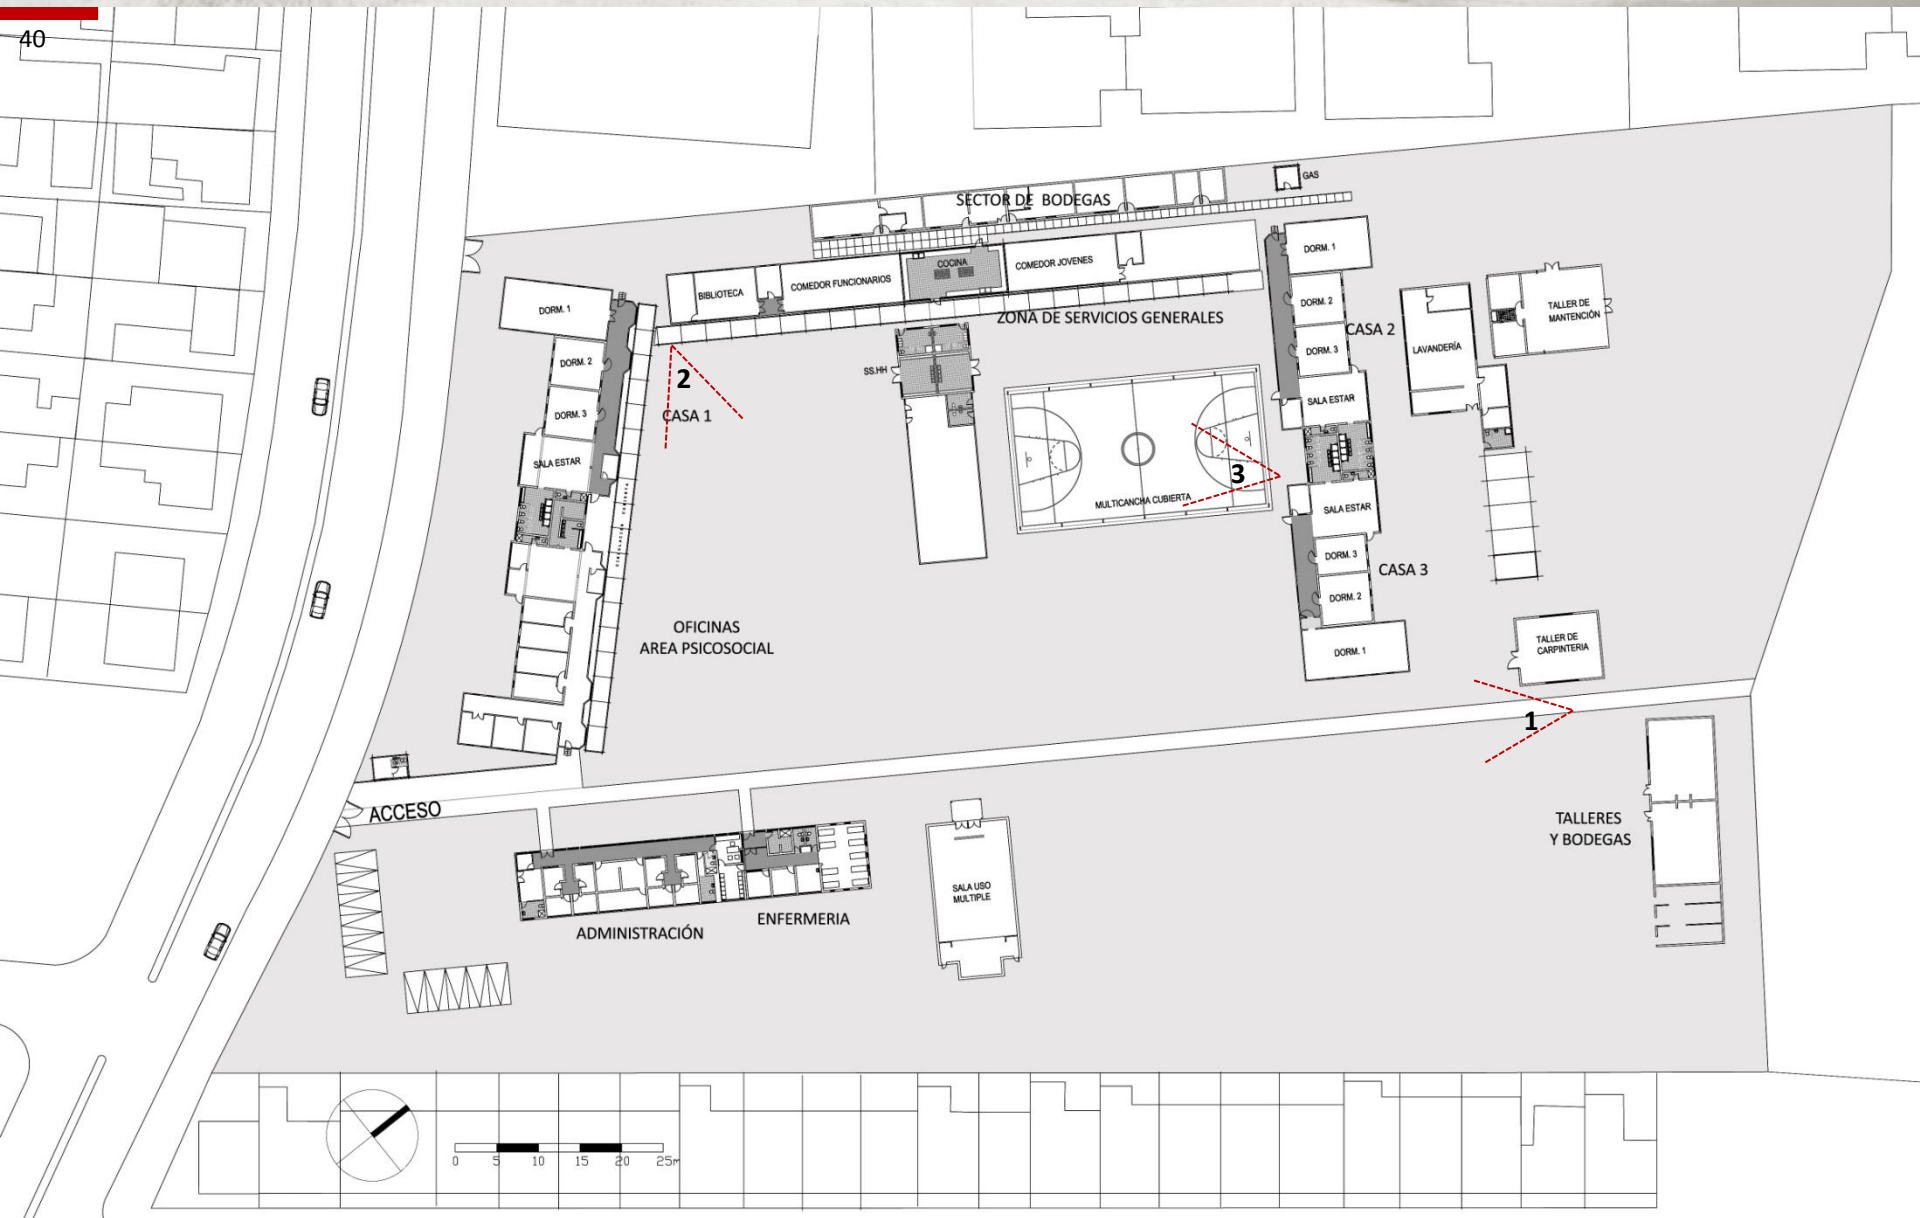 40
GAS
SECTOR DE BODEGAS
DORM. 1
COCINA
COMEDOR JOVENES
COMEDOR FUNCIONARIOS
BIBLIOTECA
DORM. 1
DORM. 2
TALLER DE
MANTENCIÓN
ZONA DE SERVICIOS GENERALES
CASA 2
DORM. 3
LAVANDERÍA
DORM. 2
SS.HH
2
CASA 1
SALA ESTAR
DORM. 3
SALA ESTAR
3
MULTICANCHA CUBIERTA
SALA ESTAR
DORM. 3
CASA 3
DORM. 2
OFICINAS
AREA PSICOSOCIAL
DORM. 1
TALLER DE
CARPINTERIA
1
ACCESO
TALLERES
Y BODEGAS
SALA USO
MULTIPLE
ENFERMERIA
ADMINISTRACIÓN
0 5 10 15 20 25m